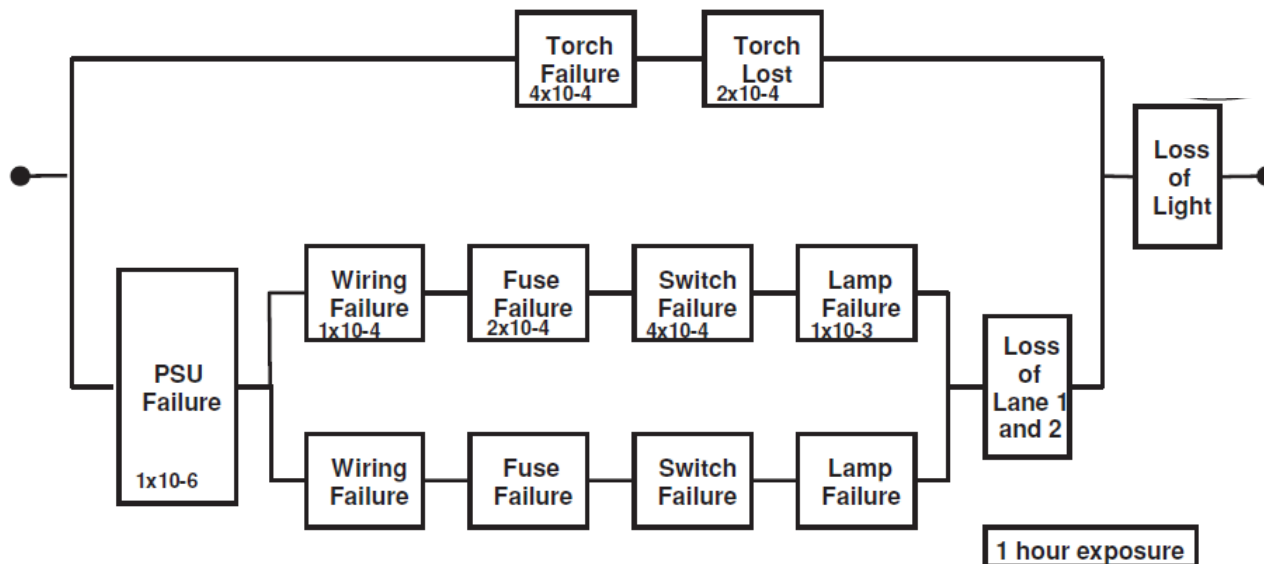 Torch
Failure
4x10-4
Torch
Lost
2x10-4
Loss
of
Light
Wiring
Failure
1x10-4
Fuse
Failure
2x10-4
Switch
Failure
4x10-4
Lamp
Failure
1x10-3
PSU
Failure
1x10-6
Loss
of
Lane 1
and 2
Wiring
Failure
Fuse
Failure
Switch
Failure
Lamp
Failure
1 hour exposure